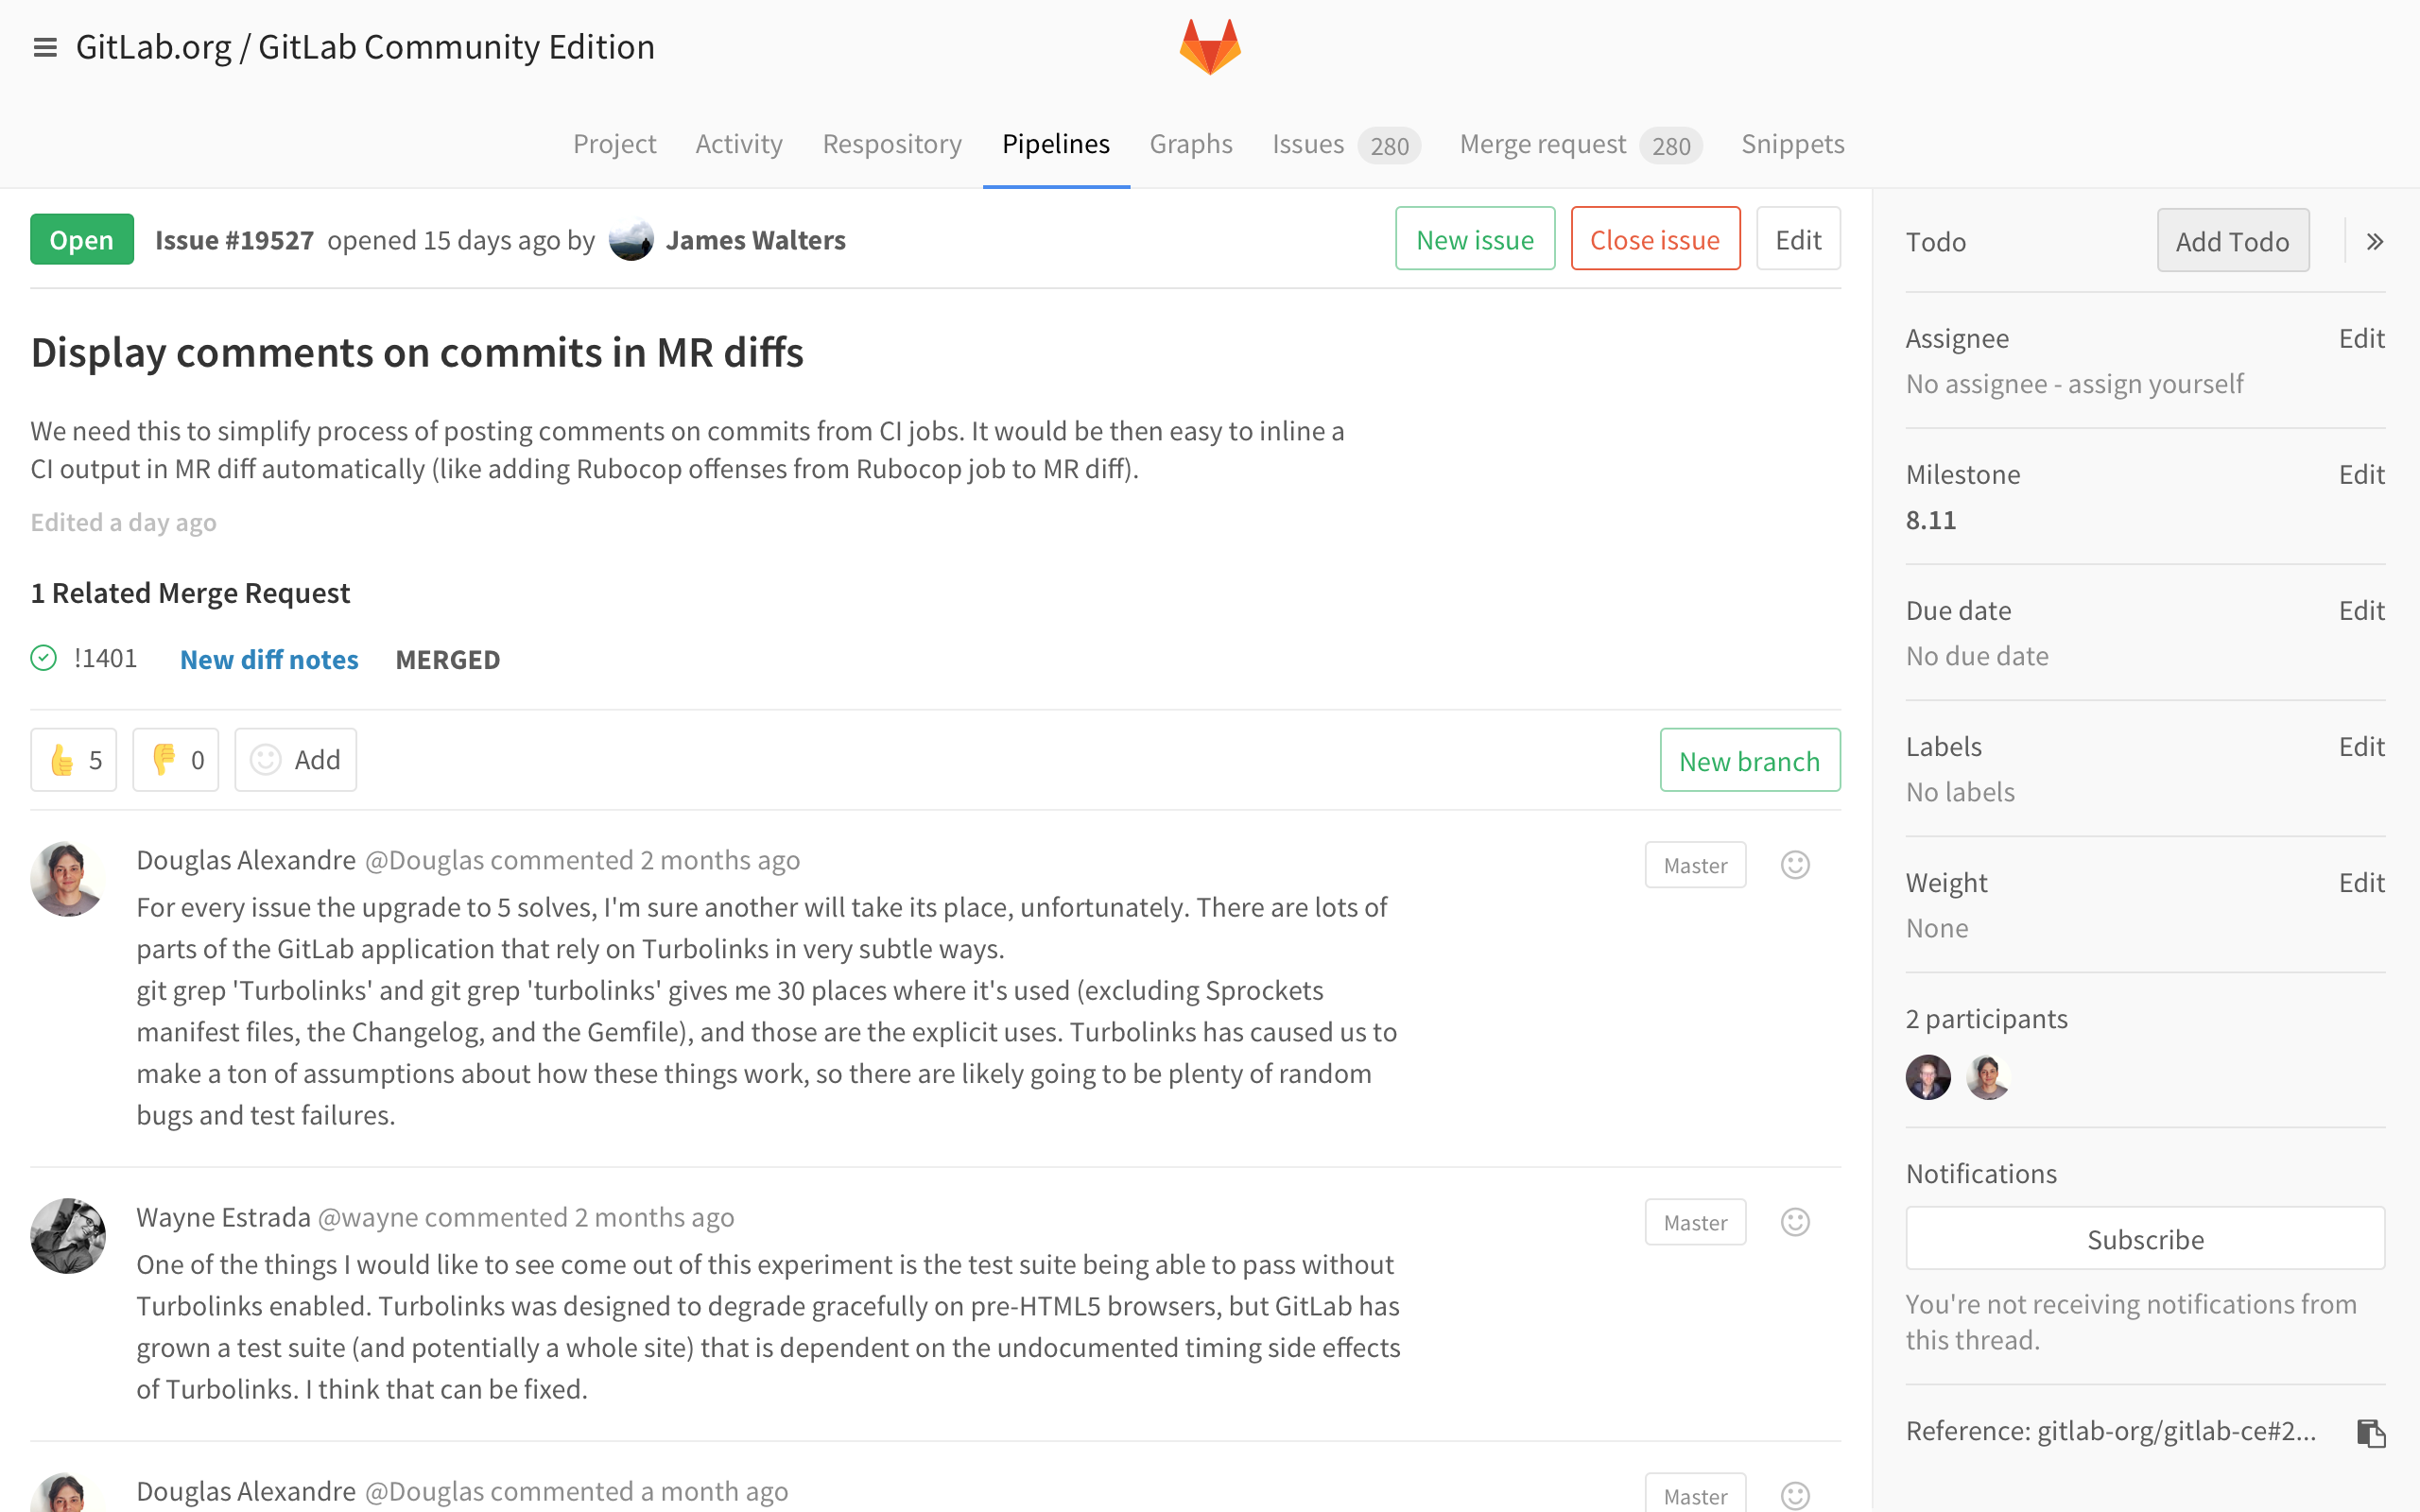 GitLab.org / GitLab Community Edition
Project Activity Respository Pipelines Graphs Issues 280 Merge request 280 Snippets
Open Issue #19527 opened 15 days ago by James Walters
New issue Close issue Edit
Display comments on commits in MR diffs
We need this to simplify process of posting comments on commits from CI jobs. It would be then easy to inline a
CI output in MR diff automatically (like adding Rubocop offenses from Rubocop job to MR diff).
Edited a day ago
1 Related Merge Request
!1401 New diff notes MERGED
5 0 Add New branch
Douglas Alexandre @Douglas commented 2 months ago Master
For every issue the upgrade to 5 solves, I'm sure another will take its place, unfortunately. There are lots of
parts of the GitLab application that rely on Turbolinks in very subtle ways.
git grep 'Turbolinks' and git grep 'turbolinks' gives me 30 places where it's used (excluding Sprockets
manifest files, the Changelog, and the Gemfile), and those are the explicit uses. Turbolinks has caused us to
make a ton of assumptions about how these things work, so there are likely going to be plenty of random
bugs and test failures.
Wayne Estrada @wayne commented 2 months ago Master
One of the things I would like to see come out of this experiment is the test suite being able to pass without
Turbolinks enabled. Turbolinks was designed to degrade gracefully on pre-HTML5 browsers, but GitLab has
grown a test suite (and potentially a whole site) that is dependent on the undocumented timing side effects
of Turbolinks. I think that can be fixed.
Douglas Alexandre @Douglas commented a month ago Master
Todo Add Todo
Assignee Edit
No assignee - assign yourself
Milestone Edit
8.11
Due date Edit
No due date
Labels Edit
No labels
Weight Edit
None
2 participants
Notifications
Subscribe
You're not receiving notifications from
this thread.
Reference: gitlab-org/gitlab-ce#2...